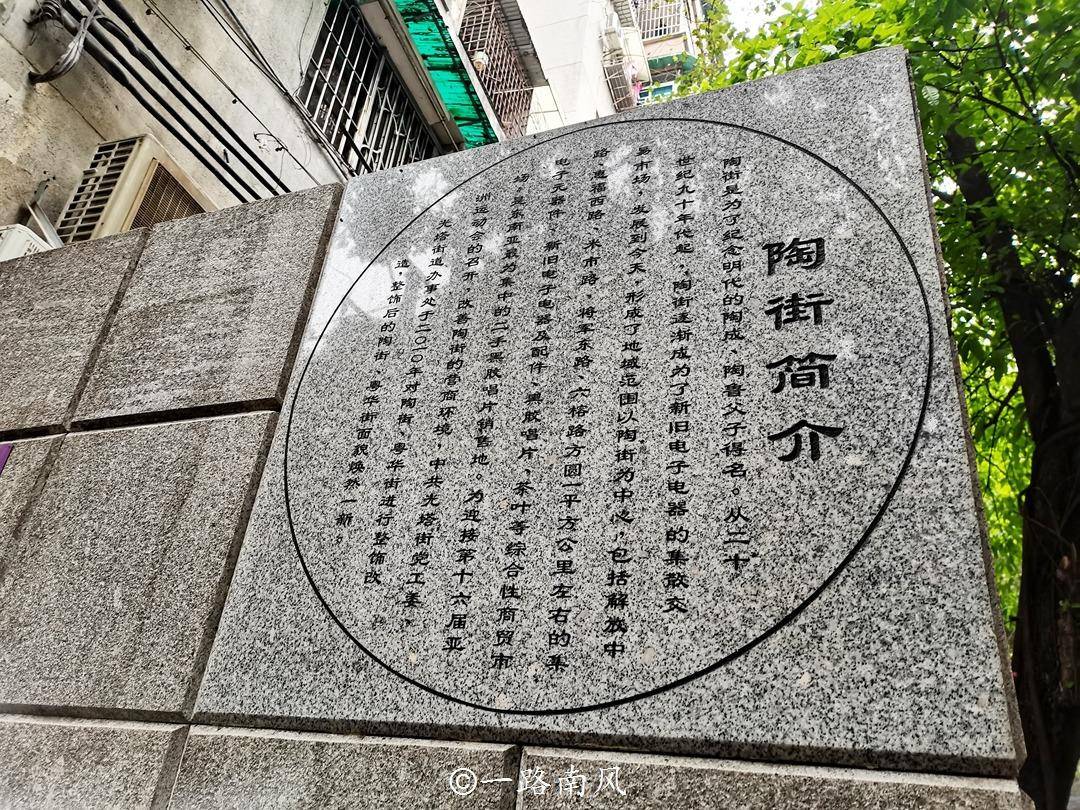 陶街简介
陶街是为了纪念明代的陶成、陶鲁父子得名。从二十
世纪九十年代起，陶街逐渐成为了新旧电子电器的集散交
易市场，发展到今天，形成了地域范围以陶街为中心，包括解放中
路、惠福西路、米市路、将军东路、六榕路方圆一平方公里左右的集
电子元器件、新旧电子电器及配件、黑胶唱片、茶叶等综合性商贸市
场，是东南亚最为集中的二手黑胶唱片销售地。为迎接第十六届亚
洲运动会的召开，改善陶街的营商环境，中共光塔街党工委、
光塔街道办事处于二〇一〇年对陶街、粤华街进行整饰改
造，整饰后的陶街、粤华街面貌焕然一新。
©一路南风